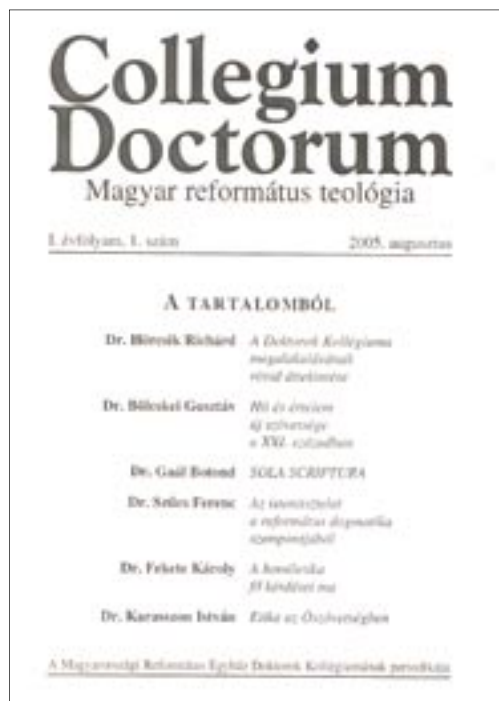 Collegium
Doctorum
Magyar református teológia
I. évfolyam, 1. szám 2005. augusztus
A TARTALOMBÓL
Dr. Hörcsik Richárd A Doktorok Kollégiuma
megalakulásának
rövid áttekintése
Dr. Bölcskei Gusztáv Hit és értelem
új szövetsége
a XXI. században
Dr. Gaál Botond SOLA SCRIPTURA
Dr. Szűcs Ferenc Az istentisztelet
a református dogmatika
szempontjából
Dr. Fekete Károly A homiletika
fő kérdései ma
Dr. Karasszon István Etika az Ószövetségben
A Magyarországi Református Egyház Doktorok Kollégiumának periodikája